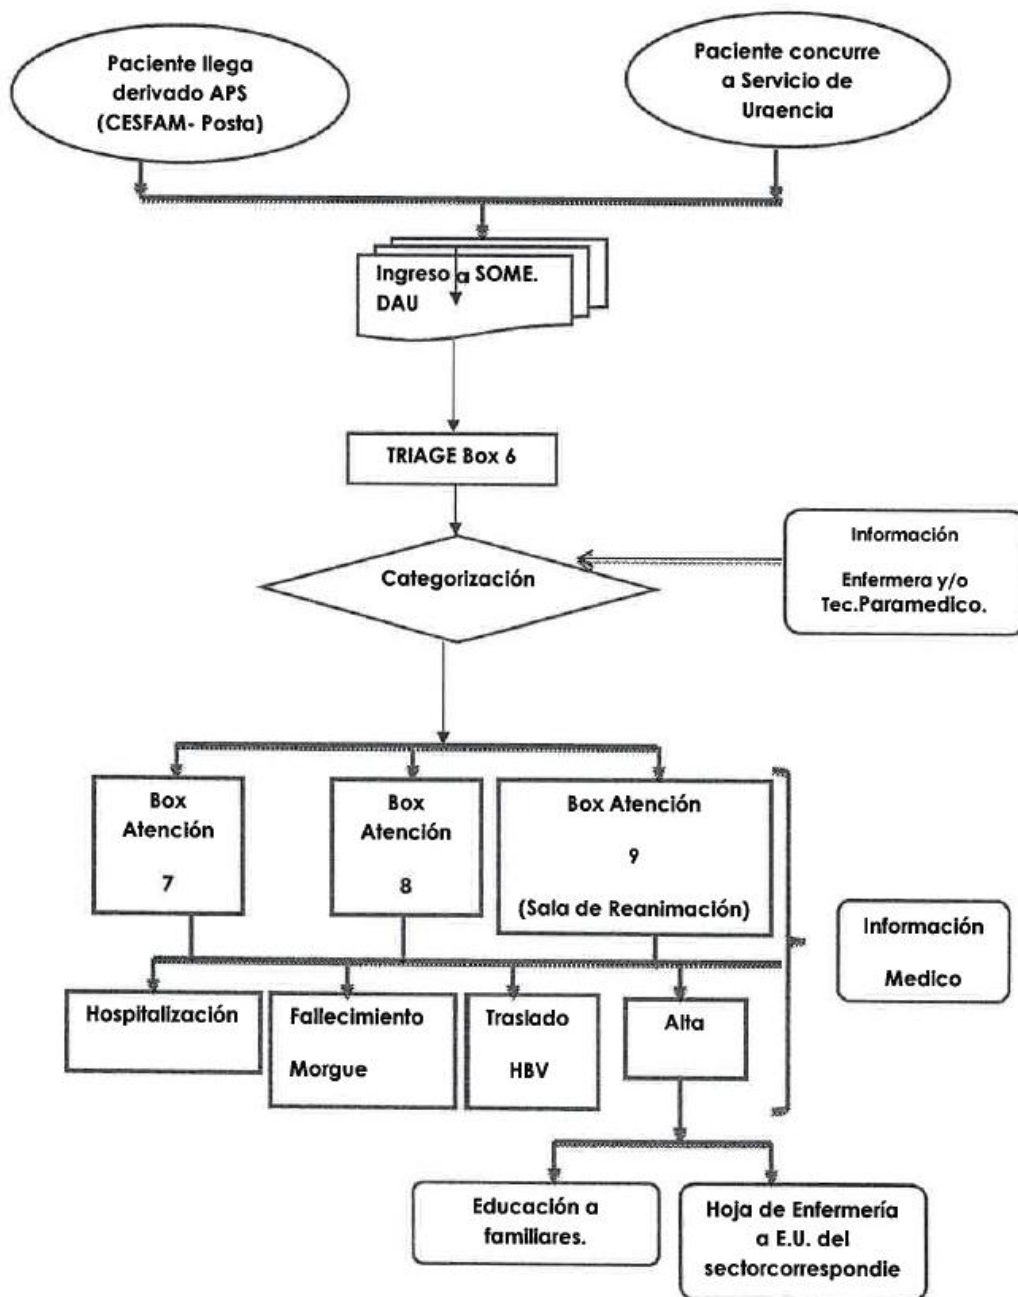 Paciente llega
derivado APS
(CESFAM- Posta)
Paciente concurre
a Servicio de
Urgencia
Ingreso a SOME.
DAU
TRIAGE Box 6
Categorización
Información
Enfermera y/o
Tec.Paramedico.
Box
Atención
7
Box
Atención
8
Box Atención
9
(Sala de Reanimación)
Información
Medico
Hospitalización
Fallecimiento
Morgue
Traslado
HBV
Alta
Educación a
familiares.
Hoja de Enfermería
a E.U. del
sectorcorrespondie